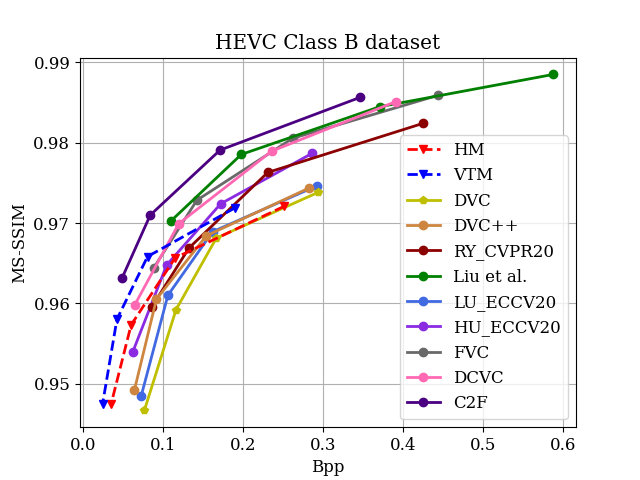 HEVC Class B dataset
0.99
0.98
0.97
0.96
0.95
MS-SSIM
HM
VTM
DVC
DVC++
RY_CVPR20
Liu et al.
LU_ECCV20
HU_ECCV20
FVC
DCVC
C2F
0.0 0.1 0.2 0.3 0.4 0.5 0.6
Bpp